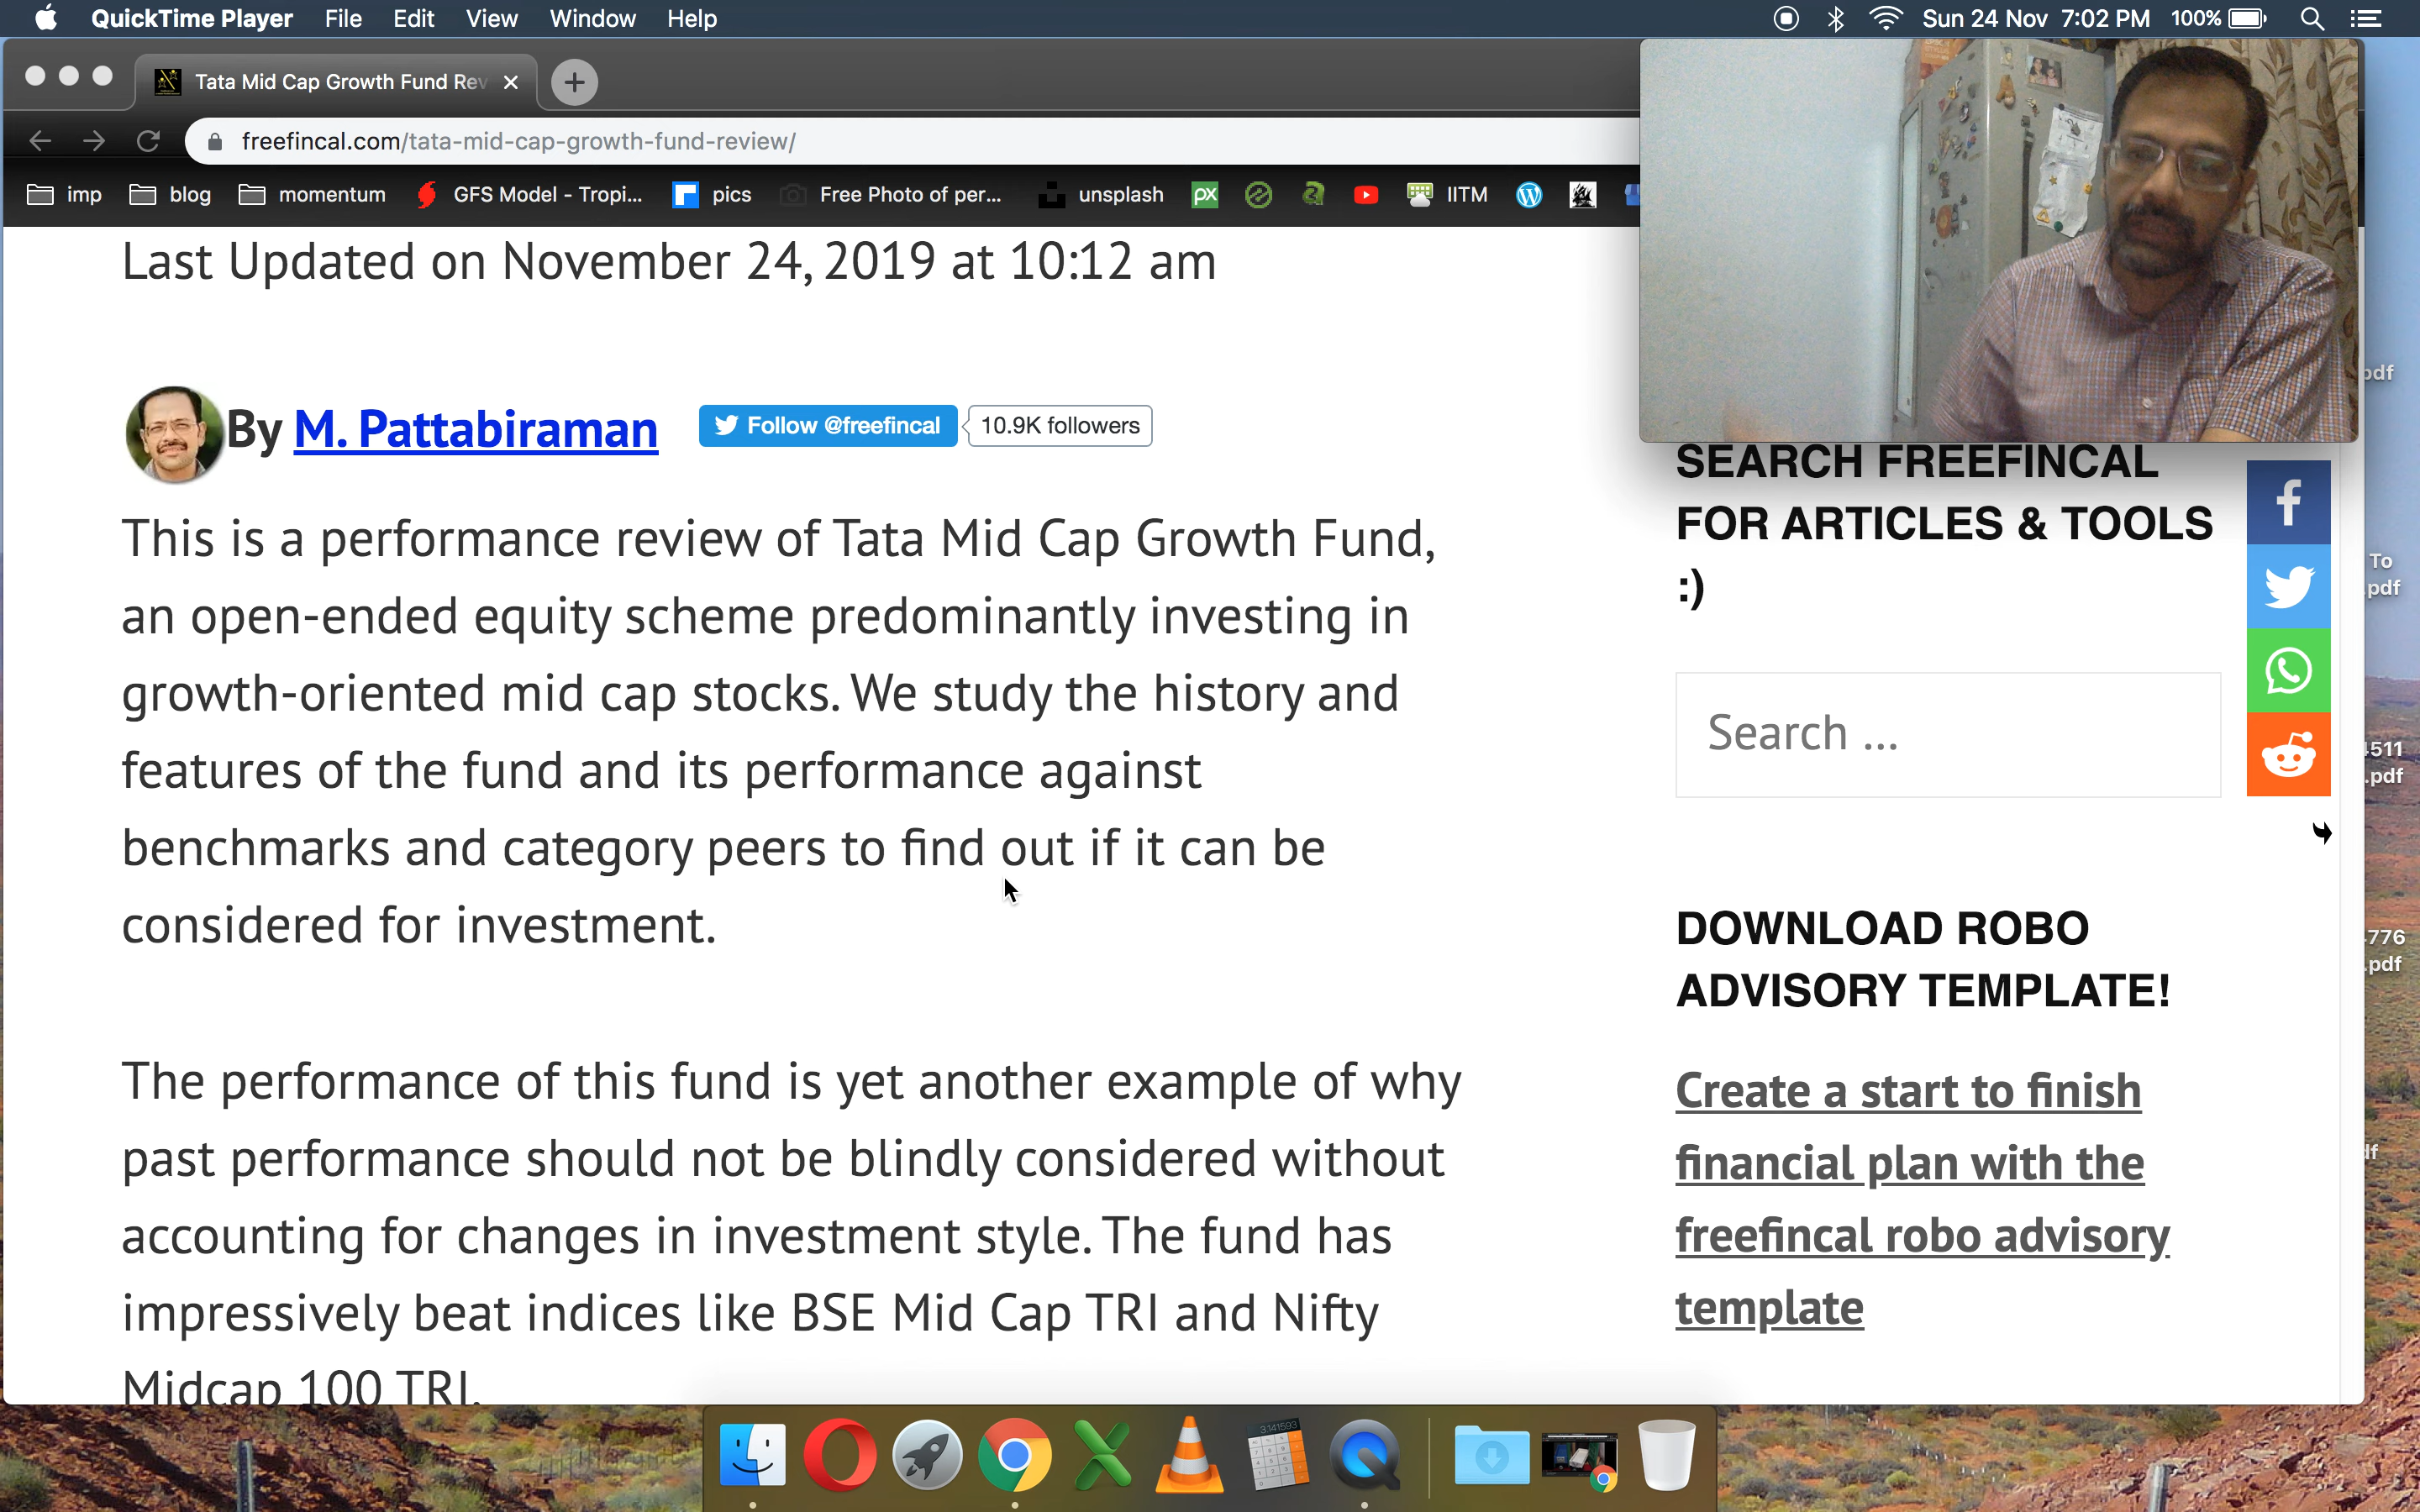 QuickTime Player File Edit View Window Help
Sun 24 Nov 7:02 PM 100%
Tata Mid Cap Growth Fund Rev
freefincal.com/tata-mid-cap-growth-fund-review/
imp blog momentum GFS Model - Tropi... pics Free Photo of per... unsplash px IITM
Last Updated on November 24, 2019 at 10:12 am
By M. Pattabiraman
Follow @freefincal 10.9K followers
This is a performance review of Tata Mid Cap Growth Fund,
an open-ended equity scheme predominantly investing in
growth-oriented mid cap stocks. We study the history and
features of the fund and its performance against
benchmarks and category peers to find out if it can be
considered for investment.
The performance of this fund is yet another example of why
past performance should not be blindly considered without
accounting for changes in investment style. The fund has
impressively beat indices like BSE Mid Cap TRI and Nifty
Midcap 100 TRI.
SEARCH FREEFINCAL
FOR ARTICLES & TOOLS
:)
Search ...
DOWNLOAD ROBO
ADVISORY TEMPLATE!
Create a start to finish
financial plan with the
freefincal robo advisory
template
To
.pdf
511
.pdf
776
.pdf
3.141593